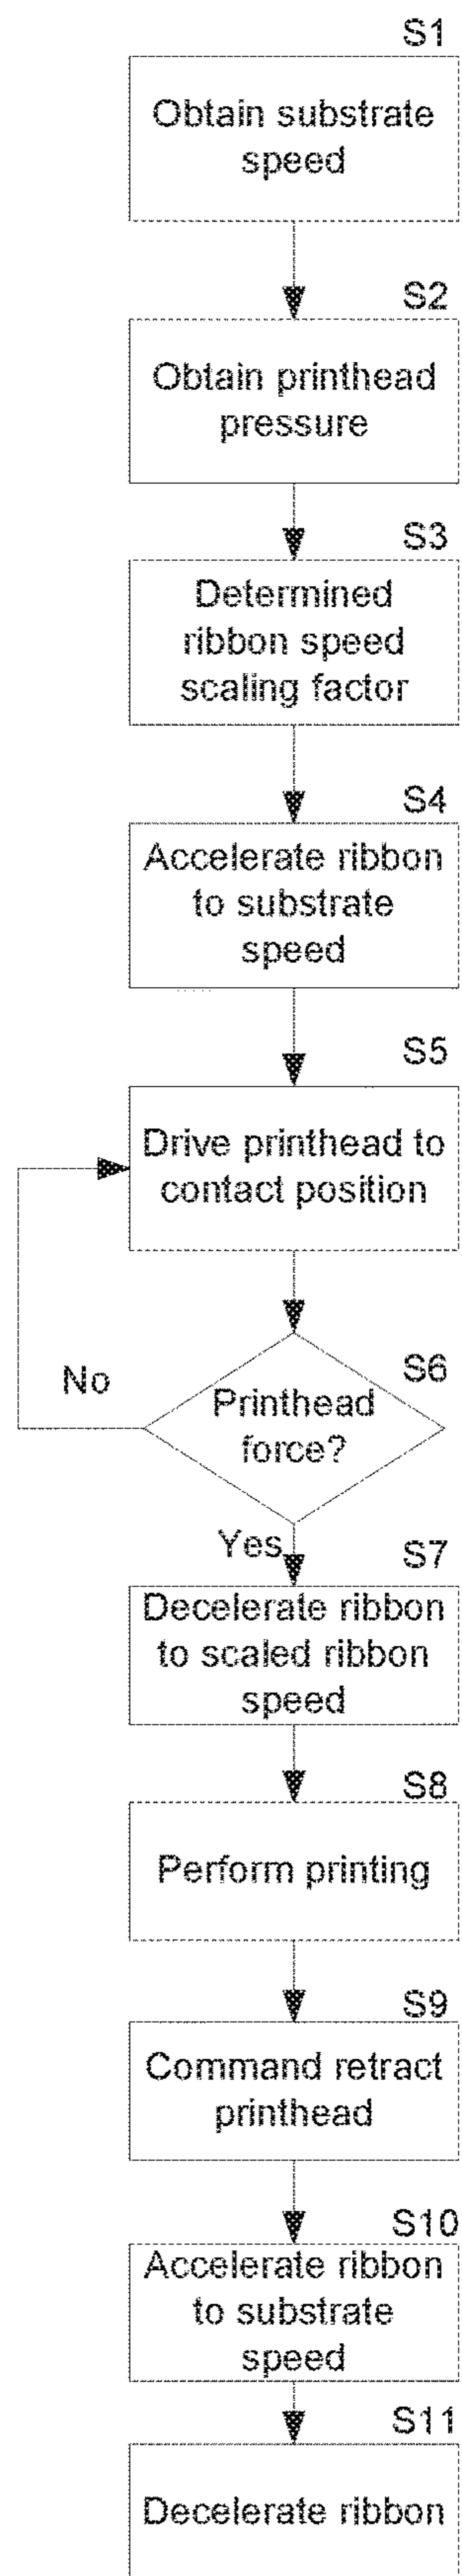 S1
Obtain substrate
speed
S2
Obtain printhead
pressure
S3
Determined
ribbon speed
scaling factor
S4
Accelerate ribbon
to substrate
speed
S5
Drive printhead to
contact position
S6
No
Printhead
force?
Yes
S7
Decelerate ribbon
to scaled ribbon
speed
S8
Perform printing
S9
Command retract
printhead
S10
Accelerate ribbon
to substrate
speed
S11
Decelerate ribbon